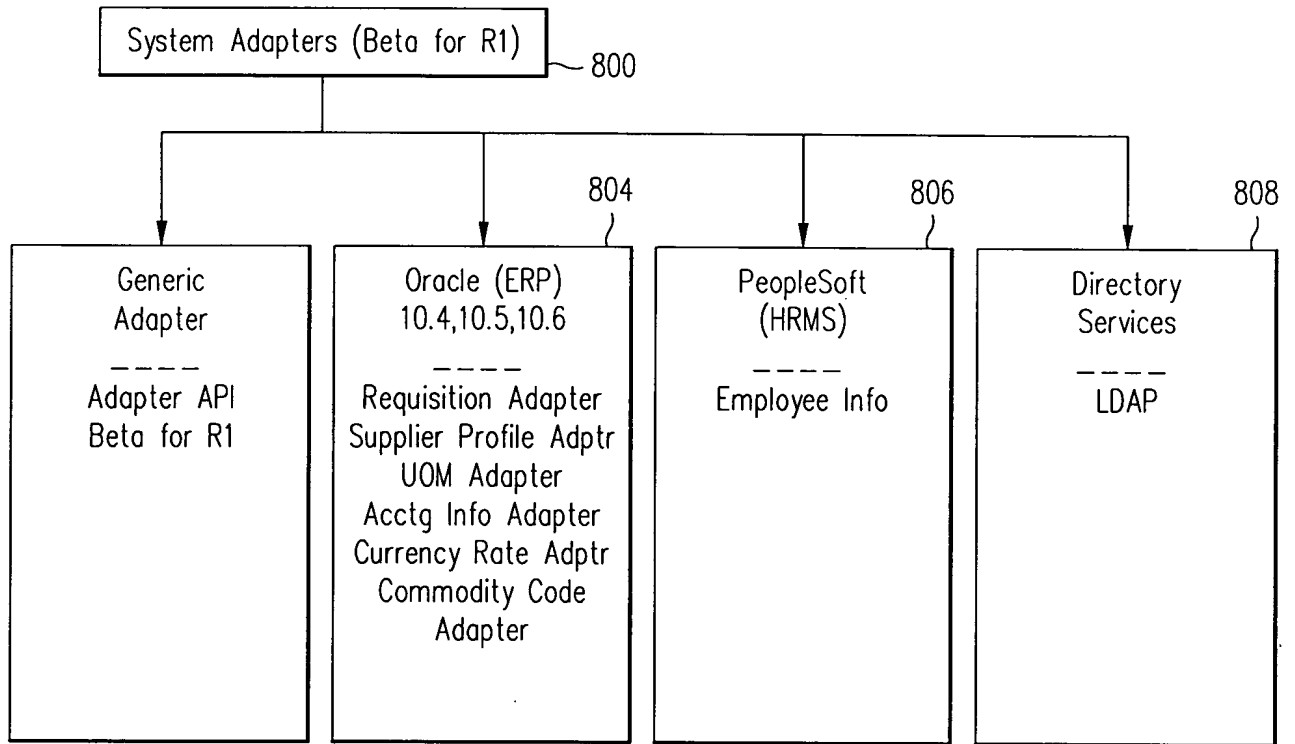 System Adapters (Beta for R1)
800
804
806
808
Generic
Adapter
Adapter API
Beta for R1
Oracle (ERP)
10.4,10.5,10.6
Requisition Adapter
Supplier Profile Adptr
UOM Adapter
Acctg Info Adapter
Currency Rate Adptr
Commodity Code
Adapter
PeopleSoft
(HRMS)
Employee Info
Directory
Services
LDAP